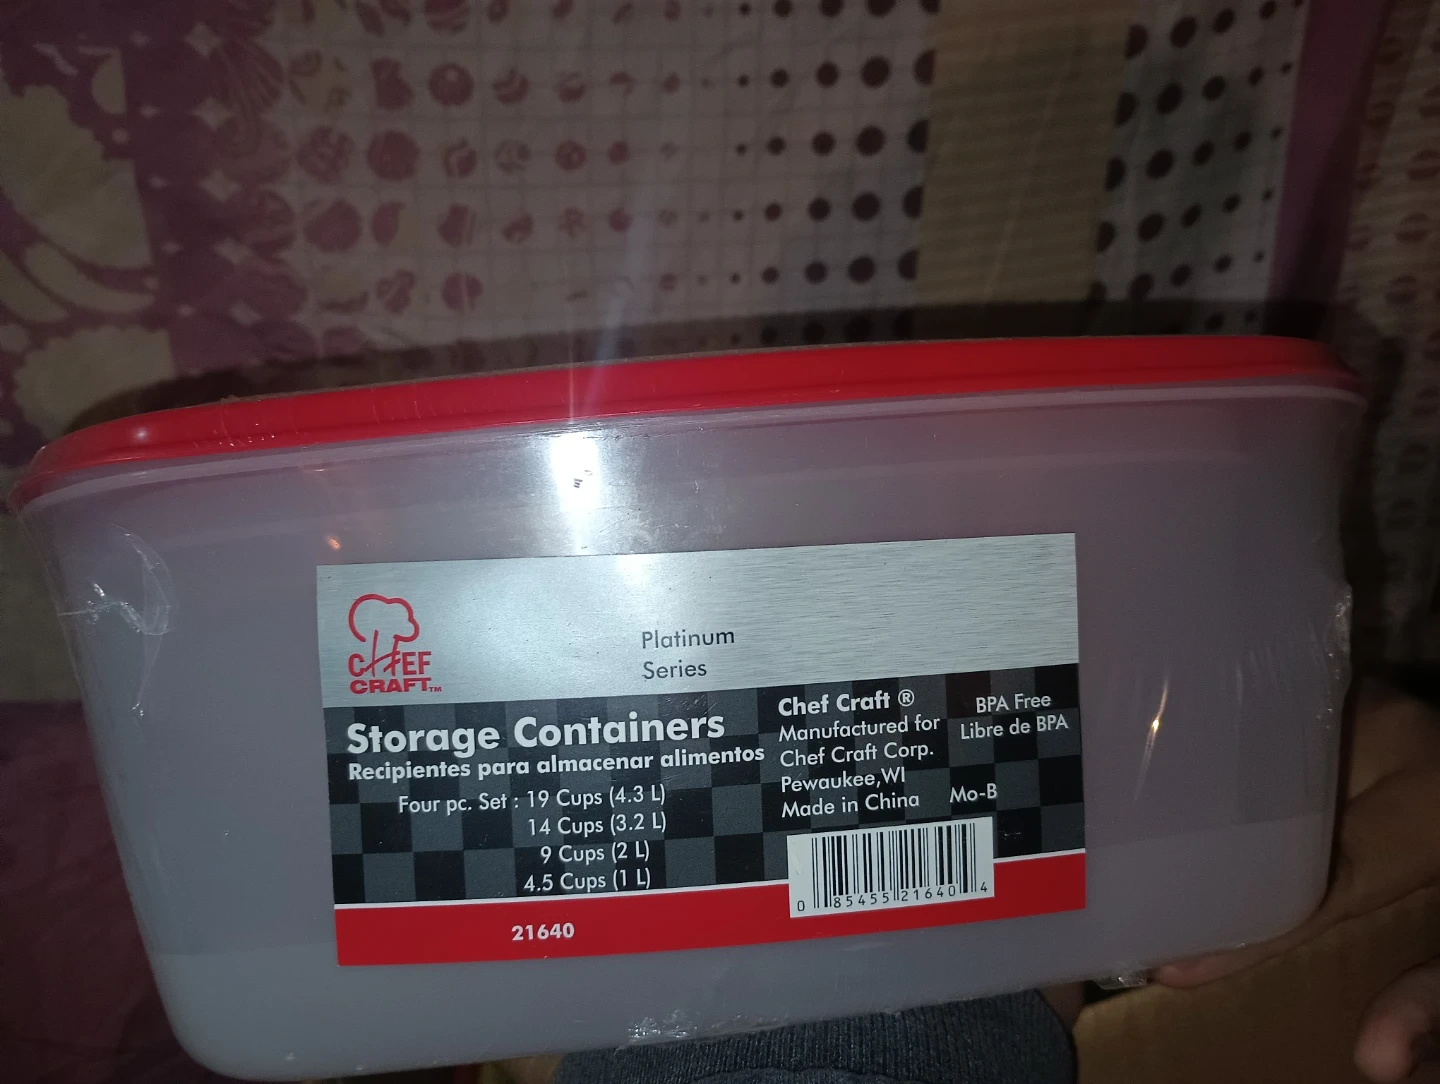 CHEF
CRAFT™
Platinum
Series
Storage Containers
Recipientes para almacenar alimentos
Four pc. Set : 19 Cups (4.3 L)
14 Cups (3.2 L)
9 Cups (2 L)
4.5 Cups (1 L)
21640
Chef Craft ®
Manufactured for
Chef Craft Corp.
Pewaukee,WI
Made in China
BPA Free
Libre de BPA
Mo-B
0 85455 21640 4